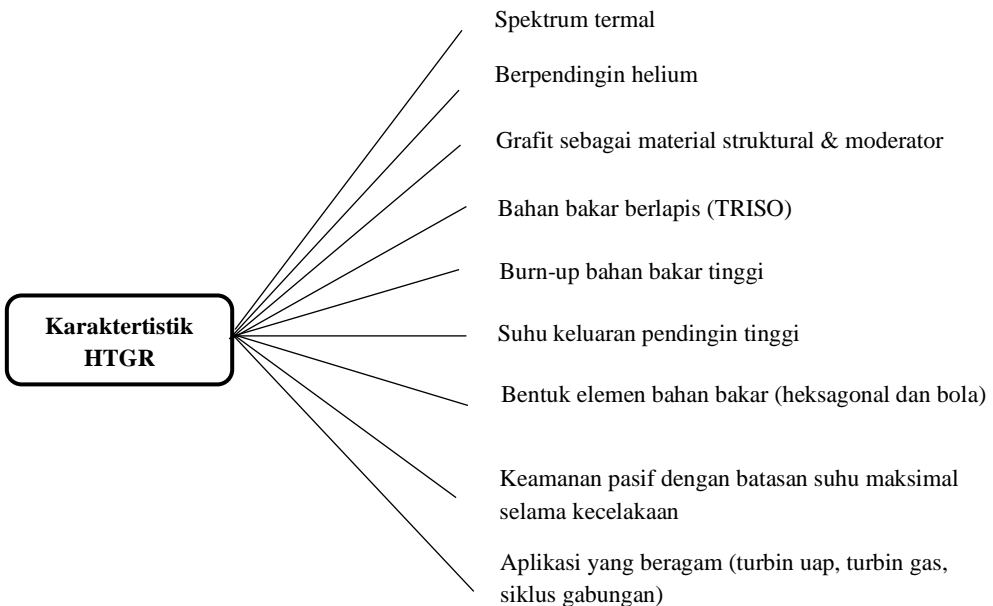 Spektrum termal
Berpendingin helium
Grafit sebagai material struktural & moderator
Bahan bakar berlapis (TRISO)
Burn-up bahan bakar tinggi
Karaktertistik
HTGR
Suhu keluaran pendingin tinggi
Bentuk elemen bahan bakar (heksagonal dan bola)
Keamanan pasif dengan batasan suhu maksimal
selama kecelakaan
Aplikasi yang beragam (turbin uap, turbin gas,
siklus gabungan)